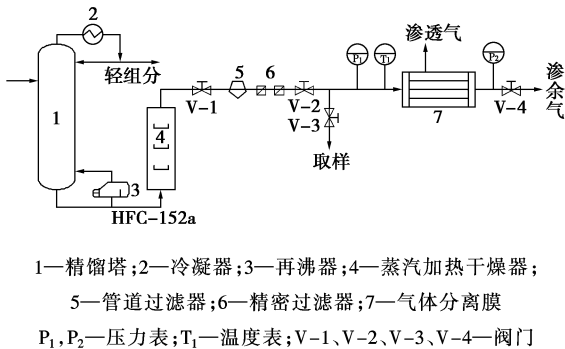 2
P₁
T₁
渗透气
P₂
轻组分
1
5
6
V-1
V-2
V-3
V-4
渗余气
4
7
取样
3
HFC-152a
1—精馏塔;2—冷凝器;3—再沸器;4—蒸汽加热干燥器;
5—管道过滤器;6—精密过滤器;7—气体分离膜
P₁,P₂—压力表;T₁—温度表;V-1、V-2、V-3、V-4—阀门